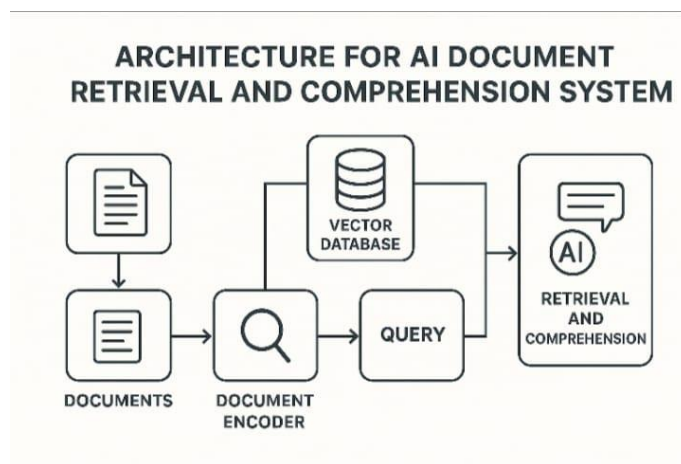 ARCHITECTURE FOR AI DOCUMENT
RETRIEVAL AND COMPREHENSION SYSTEM
VECTOR
DATABASE
AI
RETRIEVAL
AND
COMPREHENSION
QUERY
DOCUMENTS
DOCUMENT
ENCODER